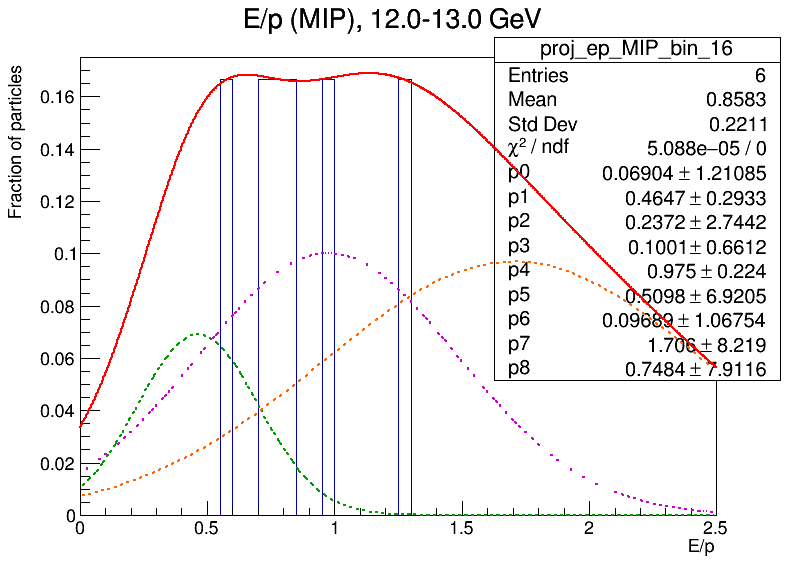 E/p (MIP), 12.0-13.0 GeV
proj_ep_MIP_bin_16
Entries 6
Mean 0.8583
Std Dev 0.2211
χ² / ndf 5.088e−05 / 0
p0 0.06904 ± 1.21085
p1 0.4647 ± 0.2933
p2 0.2372 ± 2.7442
p3 0.1001 ± 0.6612
p4 0.975 ± 0.224
p5 0.5098 ± 6.9205
p6 0.09689 ± 1.06754
p7 1.706 ± 8.219
p8 0.7484 ± 7.9116
Fraction of particles
0.16
0.14
0.12
0.1
0.08
0.06
0.04
0.02
0
0 0.5 1 1.5 2 2.5
E/p